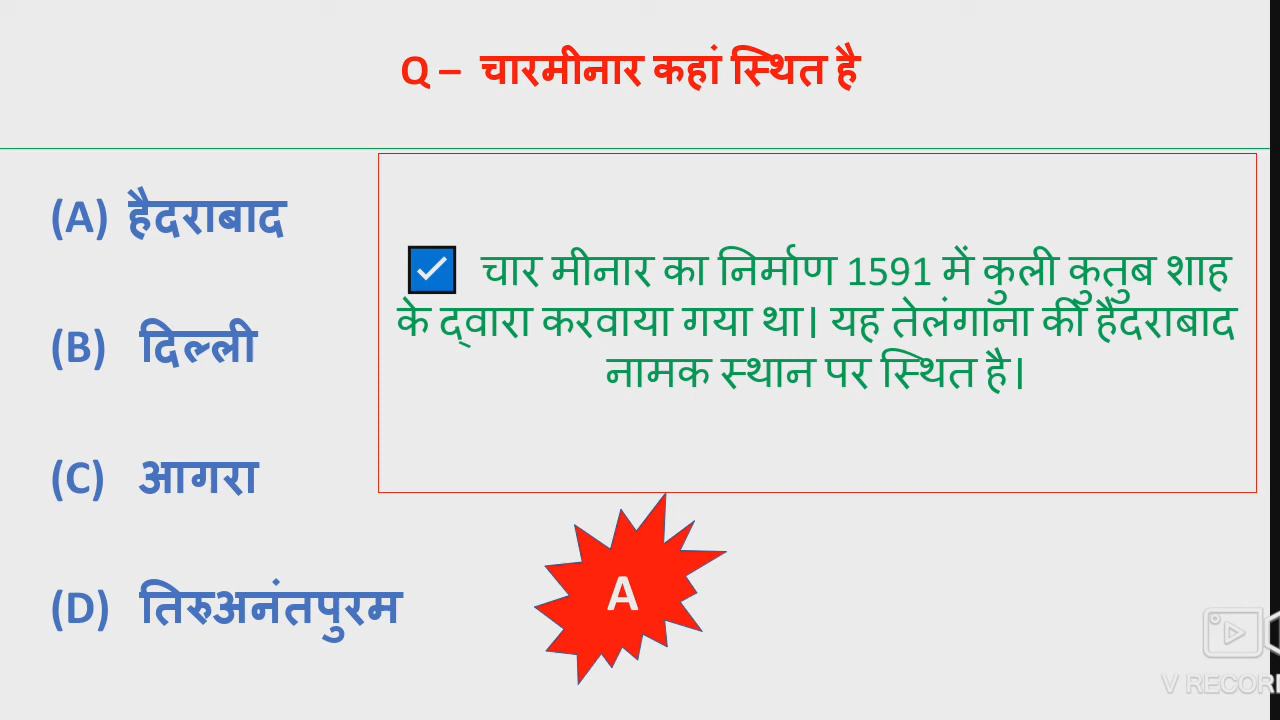 Q – चारमीनार कहां स्थित है
(A) हैदराबाद
(B) दिल्ली
(C) आगरा
(D) तिरुअनंतपुरम
✓ चार मीनार का निर्माण 1591 में कुली कुतुब शाह
के द्वारा करवाया गया था। यह तेलंगाना की हैदराबाद
नामक स्थान पर स्थित है।
A
V RECOR